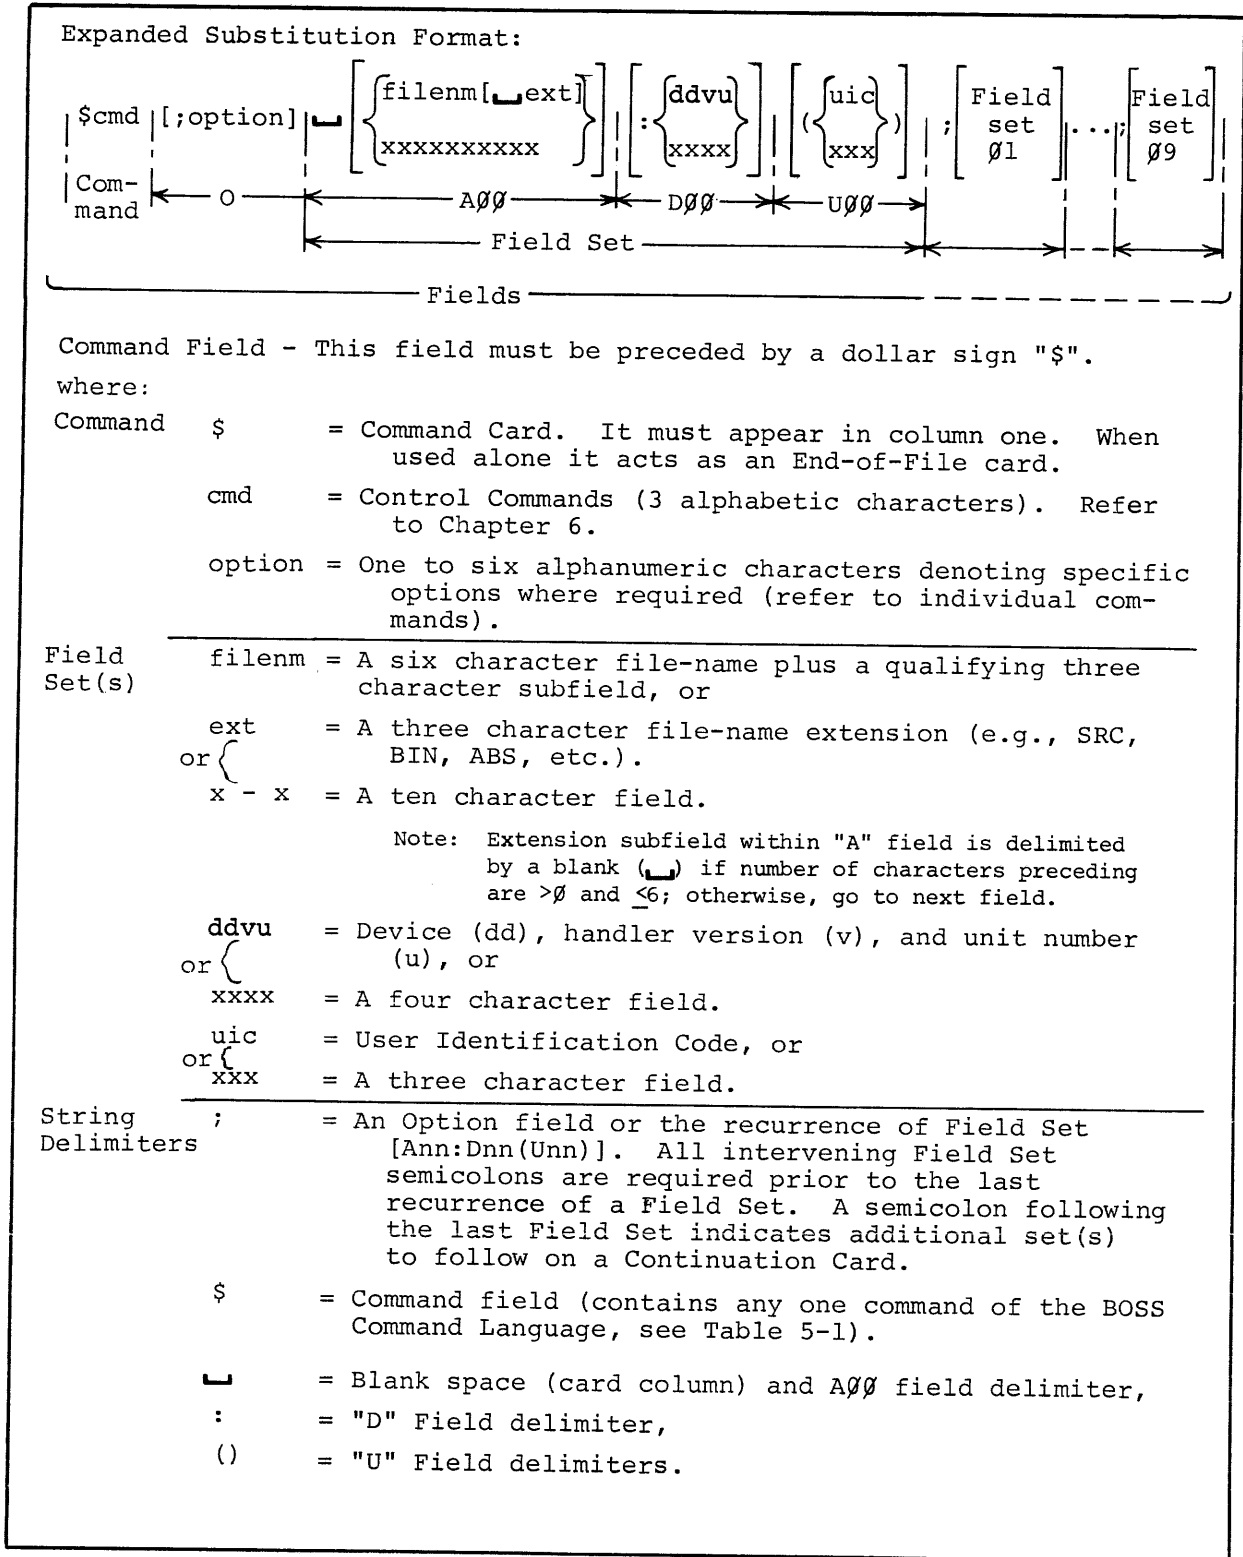 Expanded Substitution Format:
$cmd [;option] ␣ [{filenm[␣ext] / xxxxxxxxxx}] [:{ddvu / xxxx}] [({uic / xxx})] ;[Field set Ø1] ...; [Field set Ø9]
Com-mand O AØØ DØØ UØØ
Field Set
Fields
Command Field - This field must be preceded by a dollar sign "$".
where:
Command $ = Command Card. It must appear in column one. When
used alone it acts as an End-of-File card.
cmd = Control Commands (3 alphabetic characters). Refer
to Chapter 6.
option = One to six alphanumeric characters denoting specific
options where required (refer to individual com-
mands).
Field filenm = A six character file-name plus a qualifying three
Set(s) character subfield, or
ext = A three character file-name extension (e.g., SRC,
or { BIN, ABS, etc.).
x - x = A ten character field.
Note: Extension subfield within "A" field is delimited
by a blank (␣) if number of characters preceding
are >Ø and ≤6; otherwise, go to next field.
ddvu = Device (dd), handler version (v), and unit number
or { (u), or
xxxx = A four character field.
uic = User Identification Code, or
or {
xxx = A three character field.
String ; = An Option field or the recurrence of Field Set
Delimiters [Ann:Dnn(Unn)]. All intervening Field Set
semicolons are required prior to the last
recurrence of a Field Set. A semicolon following
the last Field Set indicates additional set(s)
to follow on a Continuation Card.
$ = Command field (contains any one command of the BOSS
Command Language, see Table 5-1).
␣ = Blank space (card column) and AØØ field delimiter,
: = "D" Field delimiter,
() = "U" Field delimiters.